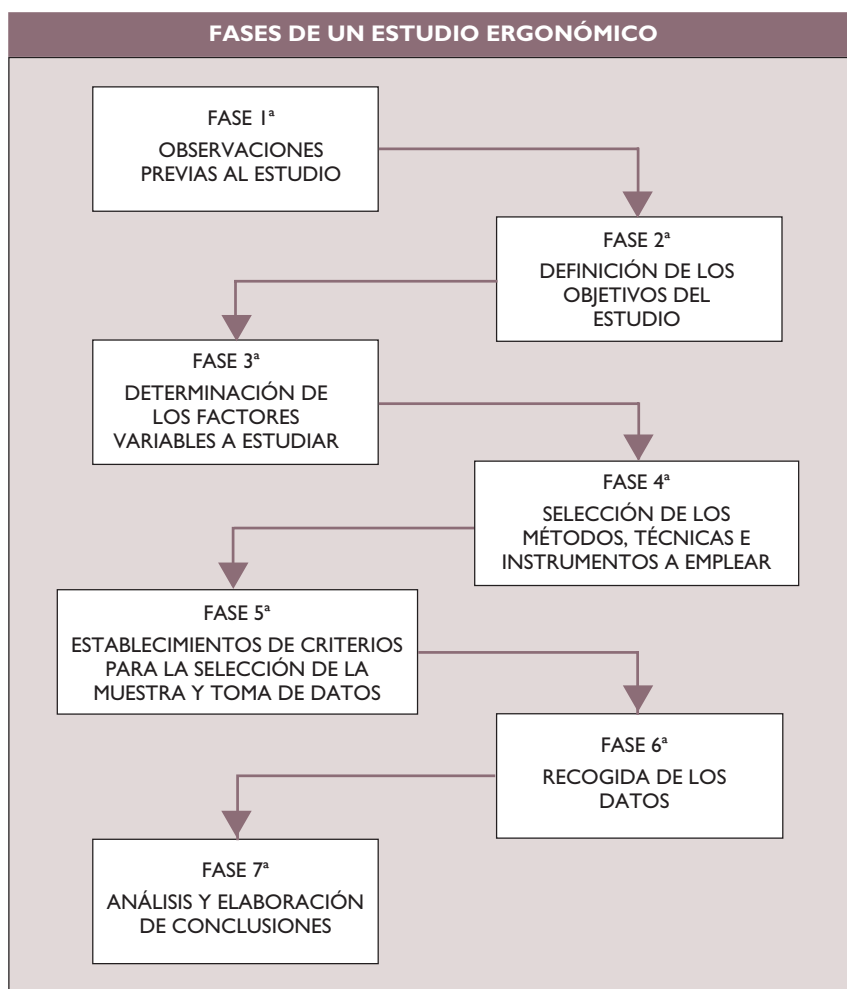 FASES DE UN ESTUDIO ERGONÓMICO
FASE 1ª
OBSERVACIONES
PREVIAS AL ESTUDIO
FASE 2ª
DEFINICIÓN DE LOS
OBJETIVOS DEL
ESTUDIO
FASE 3ª
DETERMINACIÓN DE
LOS FACTORES
VARIABLES A ESTUDIAR
FASE 4ª
SELECCIÓN DE LOS
MÉTODOS, TÉCNICAS E
INSTRUMENTOS A EMPLEAR
FASE 5ª
ESTABLECIMIENTOS DE CRITERIOS
PARA LA SELECCIÓN DE LA
MUESTRA Y TOMA DE DATOS
FASE 6ª
RECOGIDA DE LOS
DATOS
FASE 7ª
ANÁLISIS Y ELABORACIÓN
DE CONCLUSIONES